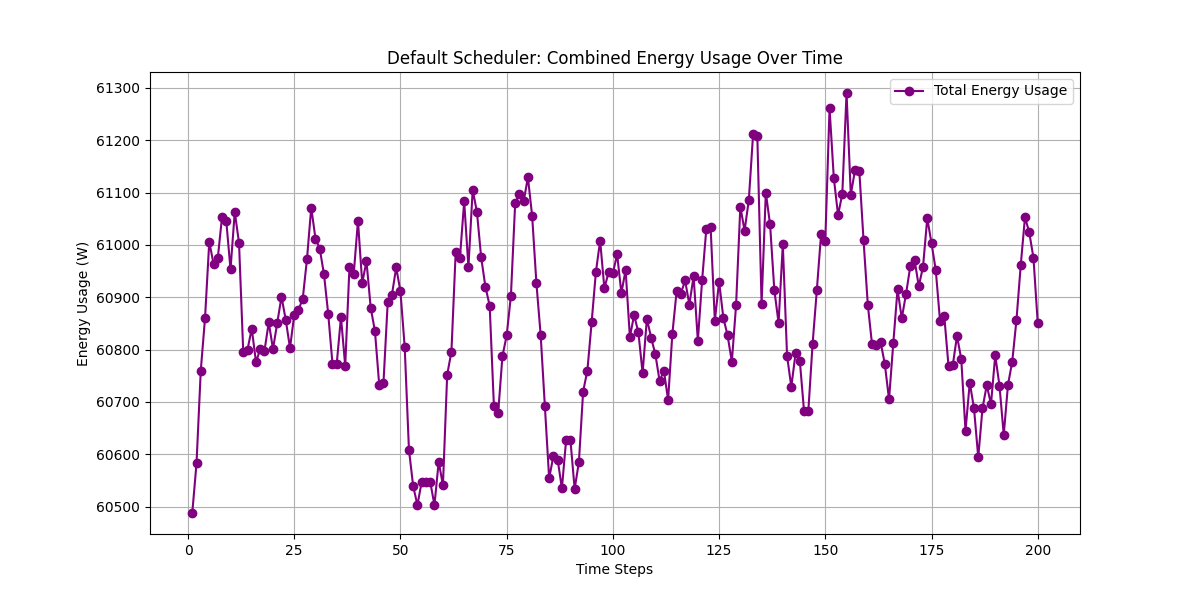 Default Scheduler: Combined Energy Usage Over Time
Total Energy Usage
Energy Usage (W)
61300
61200
61100
61000
60900
60800
60700
60600
60500
0 25 50 75 100 125 150 175 200
Time Steps